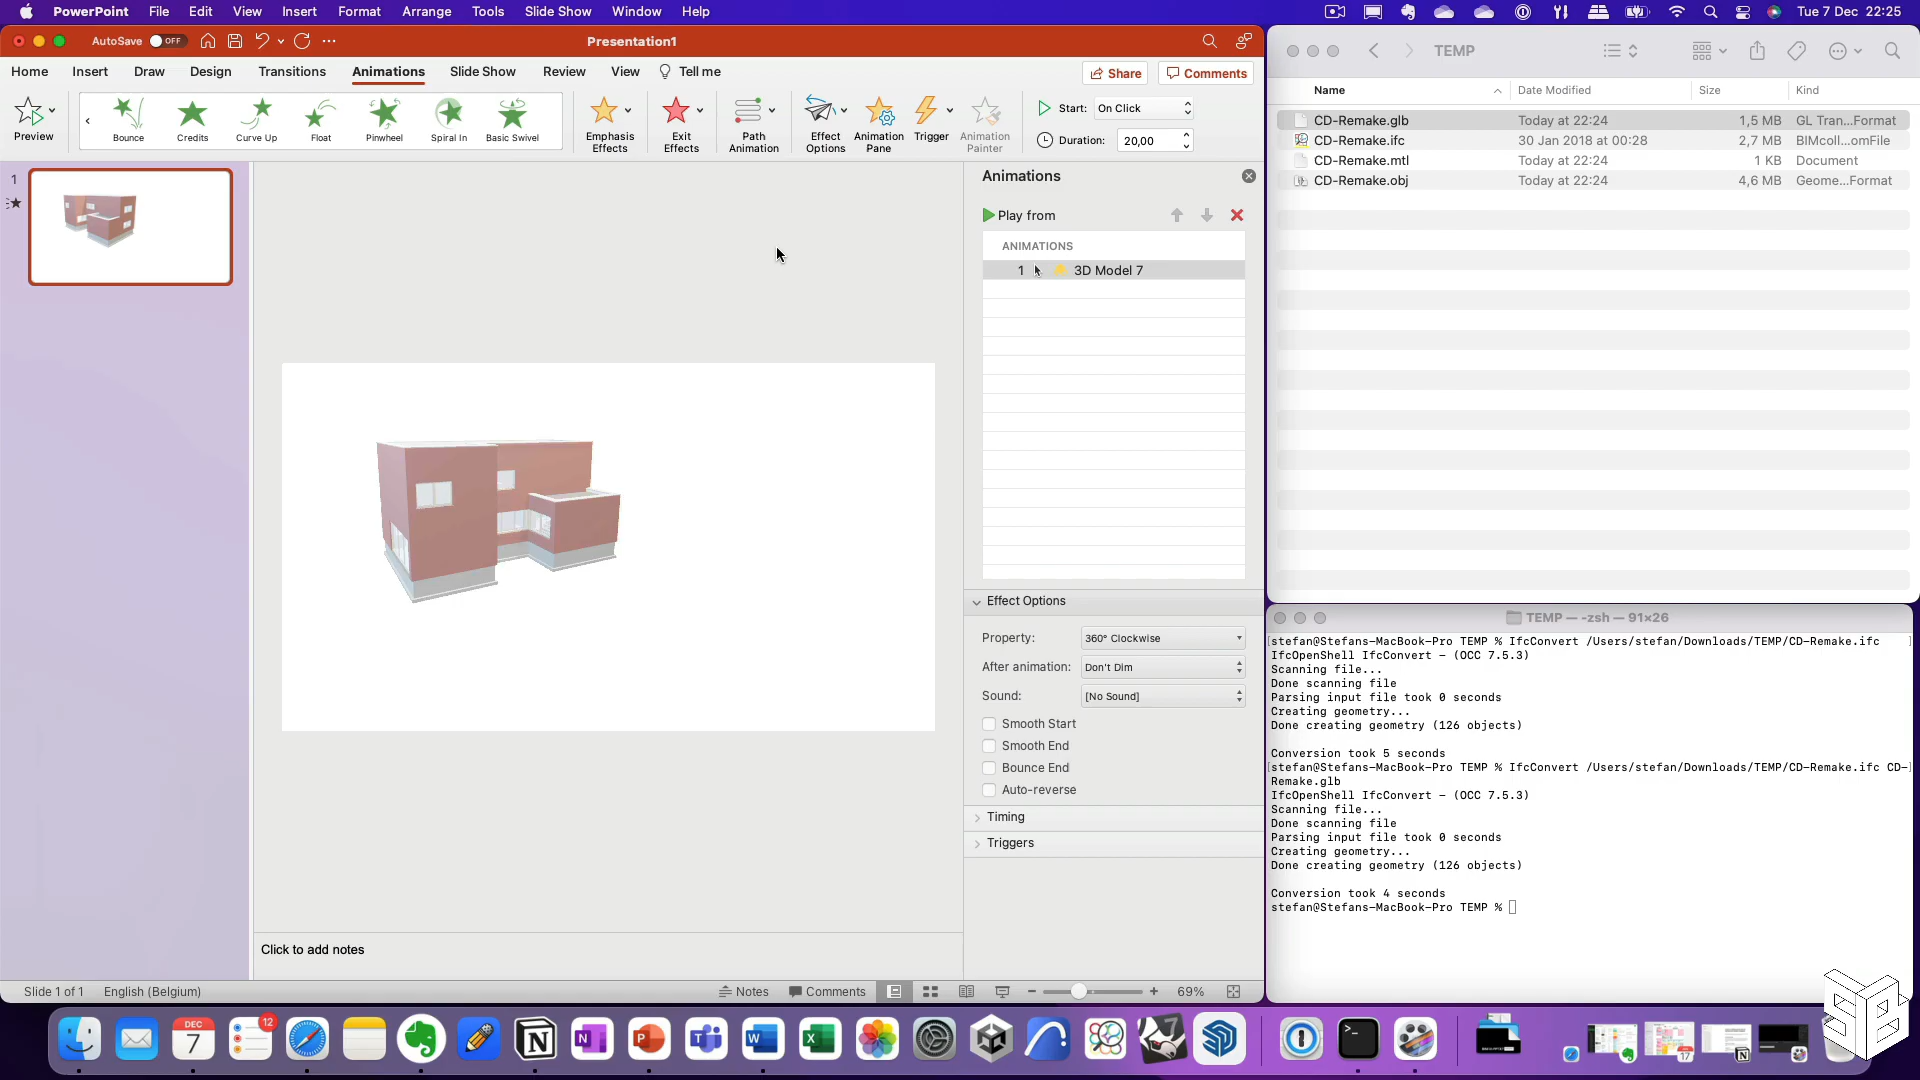 PowerPoint File Edit View Insert Format Arrange Tools Slide Show Window Help
Tue 7 Dec 22:25
AutoSave OFF
Presentation1
Home Insert Draw Design Transitions Animations Slide Show Review View Tell me
Share Comments
Preview
Bounce Credits Curve Up Float Pinwheel Spiral In Basic Swivel
Emphasis Effects
Exit Effects
Path Animation
Effect Options
Animation Pane
Trigger
Animation Painter
Start: On Click
Duration: 20,00
1
Animations
Play from
ANIMATIONS
1 3D Model 7
Effect Options
Property: 360° Clockwise
After animation: Don't Dim
Sound: [No Sound]
Smooth Start
Smooth End
Bounce End
Auto-reverse
Timing
Triggers
Click to add notes
Slide 1 of 1 English (Belgium)
Notes Comments 69%
TEMP
Name Date Modified Size Kind
CD-Remake.glb Today at 22:24 1,5 MB GL Tran...Format
CD-Remake.ifc 30 Jan 2018 at 00:28 2,7 MB BIMcoll...omFile
CD-Remake.mtl Today at 22:24 1 KB Document
CD-Remake.obj Today at 22:24 4,6 MB Geome...Format
TEMP — -zsh — 91×26
[stefan@Stefans-MacBook-Pro TEMP % IfcConvert /Users/stefan/Downloads/TEMP/CD-Remake.ifc ]
IfcOpenShell IfcConvert - (OCC 7.5.3)
Scanning file...
Done scanning file
Parsing input file took 0 seconds
Creating geometry...
Done creating geometry (126 objects)
Conversion took 5 seconds
[stefan@Stefans-MacBook-Pro TEMP % IfcConvert /Users/stefan/Downloads/TEMP/CD-Remake.ifc CD-]
Remake.glb
IfcOpenShell IfcConvert - (OCC 7.5.3)
Scanning file...
Done scanning file
Parsing input file took 0 seconds
Creating geometry...
Done creating geometry (126 objects)
Conversion took 4 seconds
stefan@Stefans-MacBook-Pro TEMP %
DEC
7
12
N
N
P
T
W
X
7
17